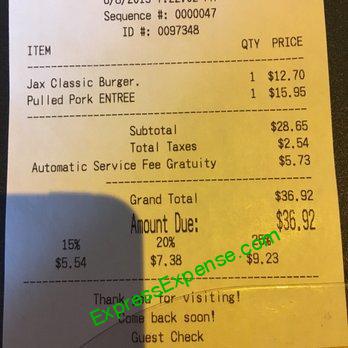 Sequence #: 0000047
ID #: 0097348
ITEM QTY PRICE
Jax Classic Burger. 1 $12.70
Pulled Pork ENTREE 1 $15.95
Subtotal $28.65
Total Taxes $2.54
Automatic Service Fee Gratuity $5.73
Grand Total $36.92
Amount Due: $36.92
15% 20% 25%
$5.54 $7.38 $9.23
Thank you for visiting!
Come back soon!
Guest Check
ExpressExpense.com